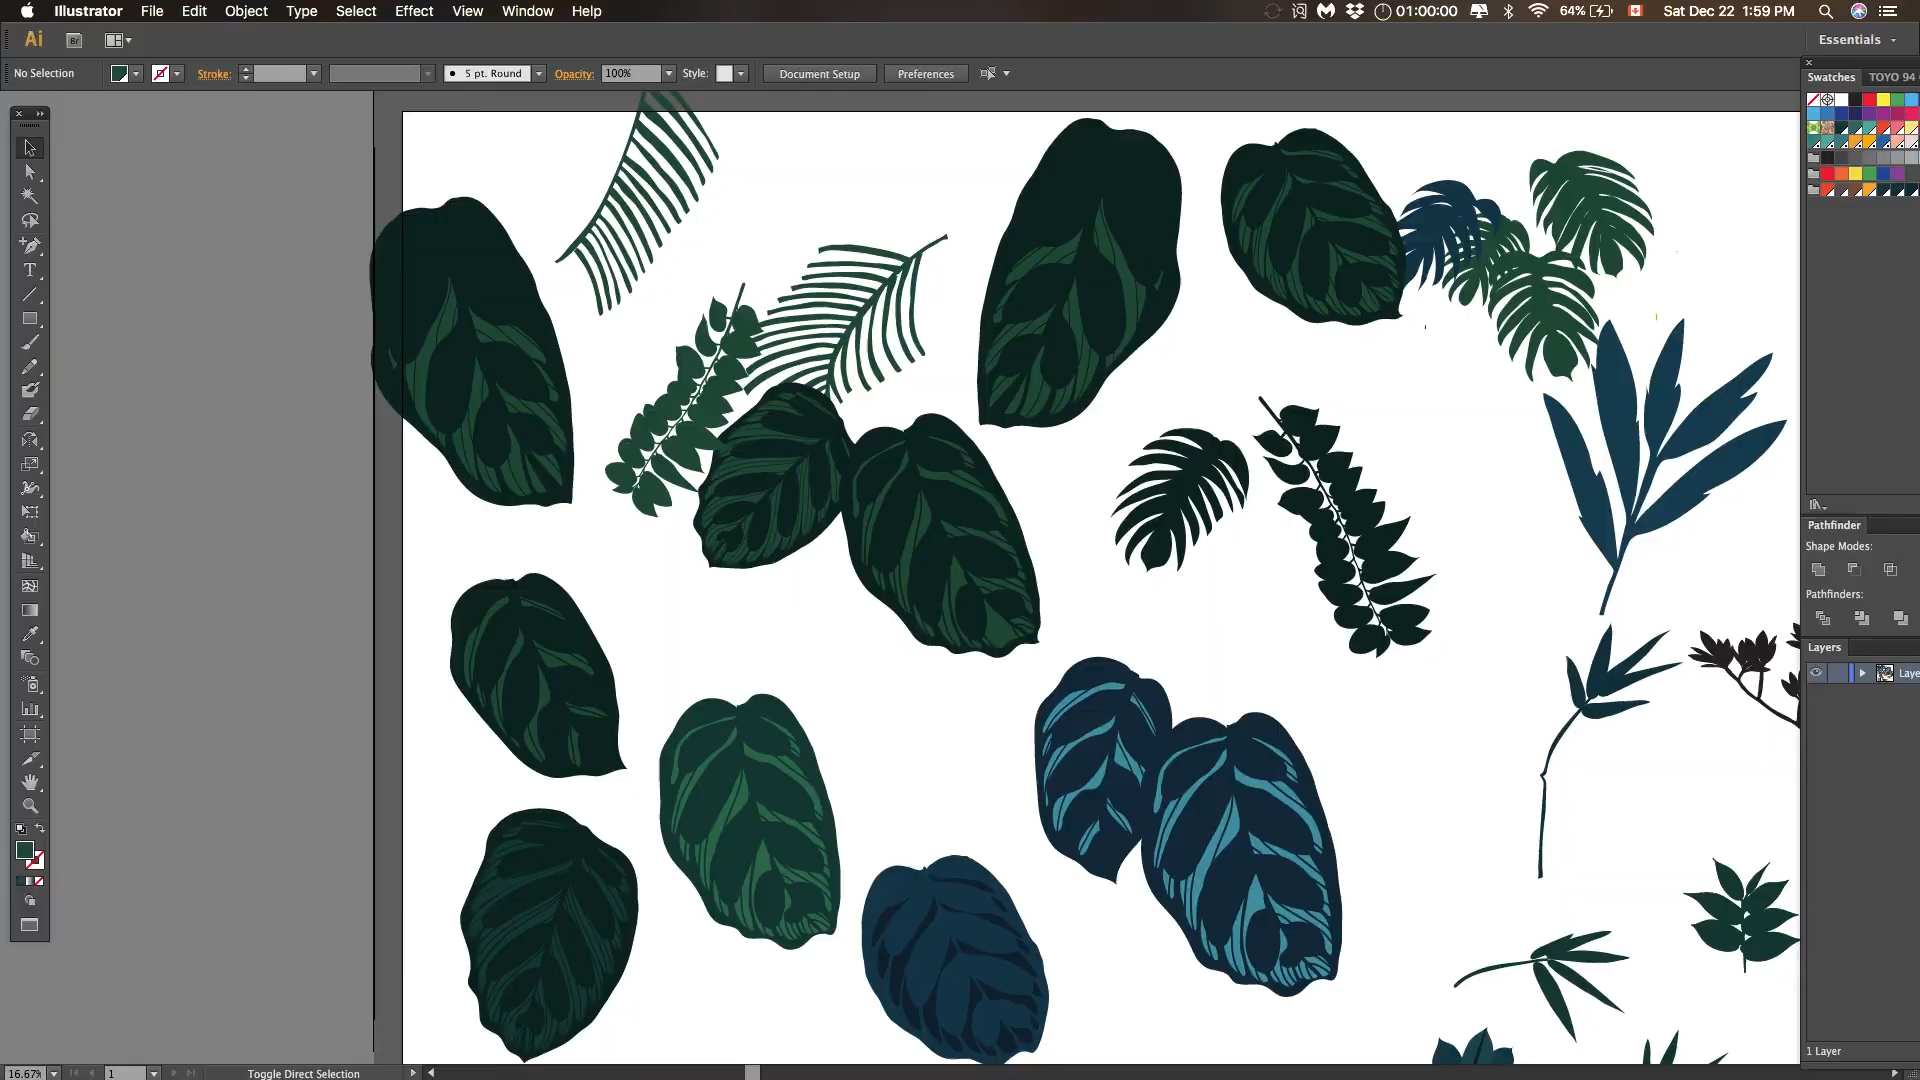 Illustrator File Edit Object Type Select Effect View Window Help 01:00:00 64% Sat Dec 22 1:59 PM
Ai Br Essentials
No Selection Stroke: 5 pt. Round Opacity: 100% Style: Document Setup Preferences
Swatches TOYO 94
Pathfinder
Shape Modes:
Pathfinders:
Layers
Laye
1 Layer
16.67% 1 Toggle Direct Selection